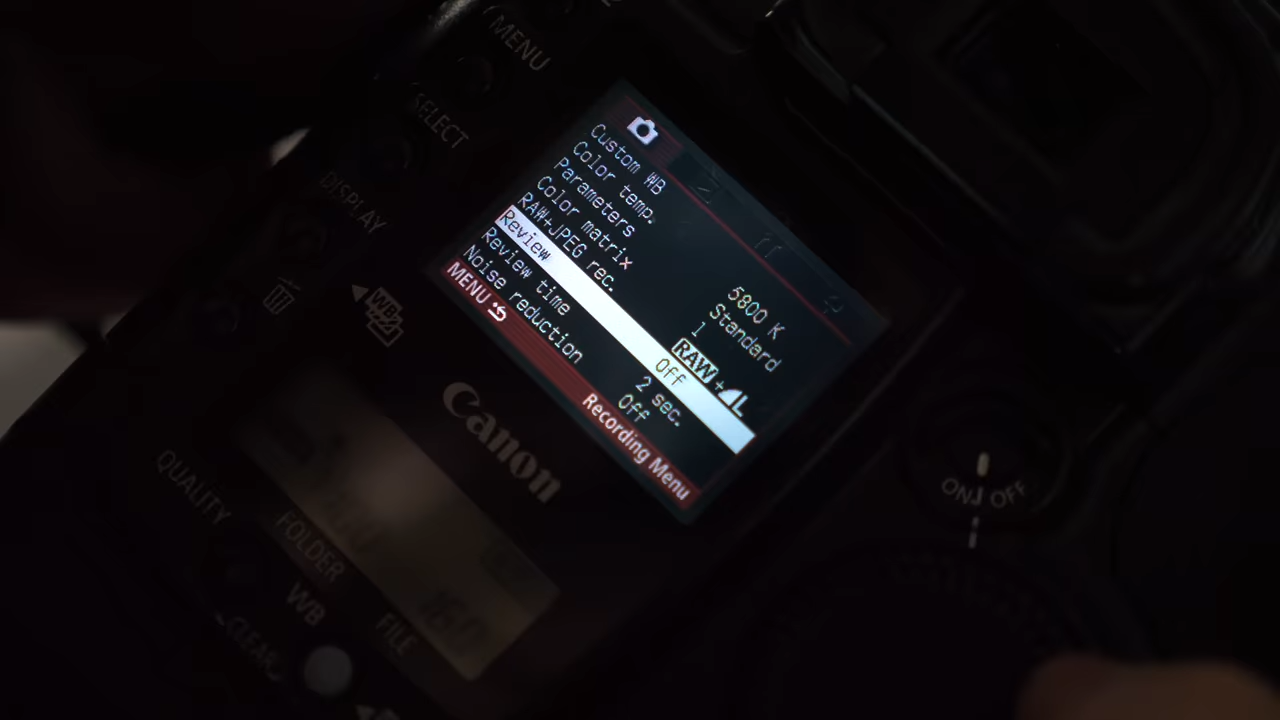 MENU
SELECT
DISPLAY
Custom WB
Color temp. 5800 K
Parameters Standard
Color matrix 1
RAW+JPEG rec. RAW+L
Review Off
Review time 2 sec.
Noise reduction Off
MENU Recording Menu
WB
Canon
ON OFF
QUALITY
FOLDER
WB
FILE
CLEAR